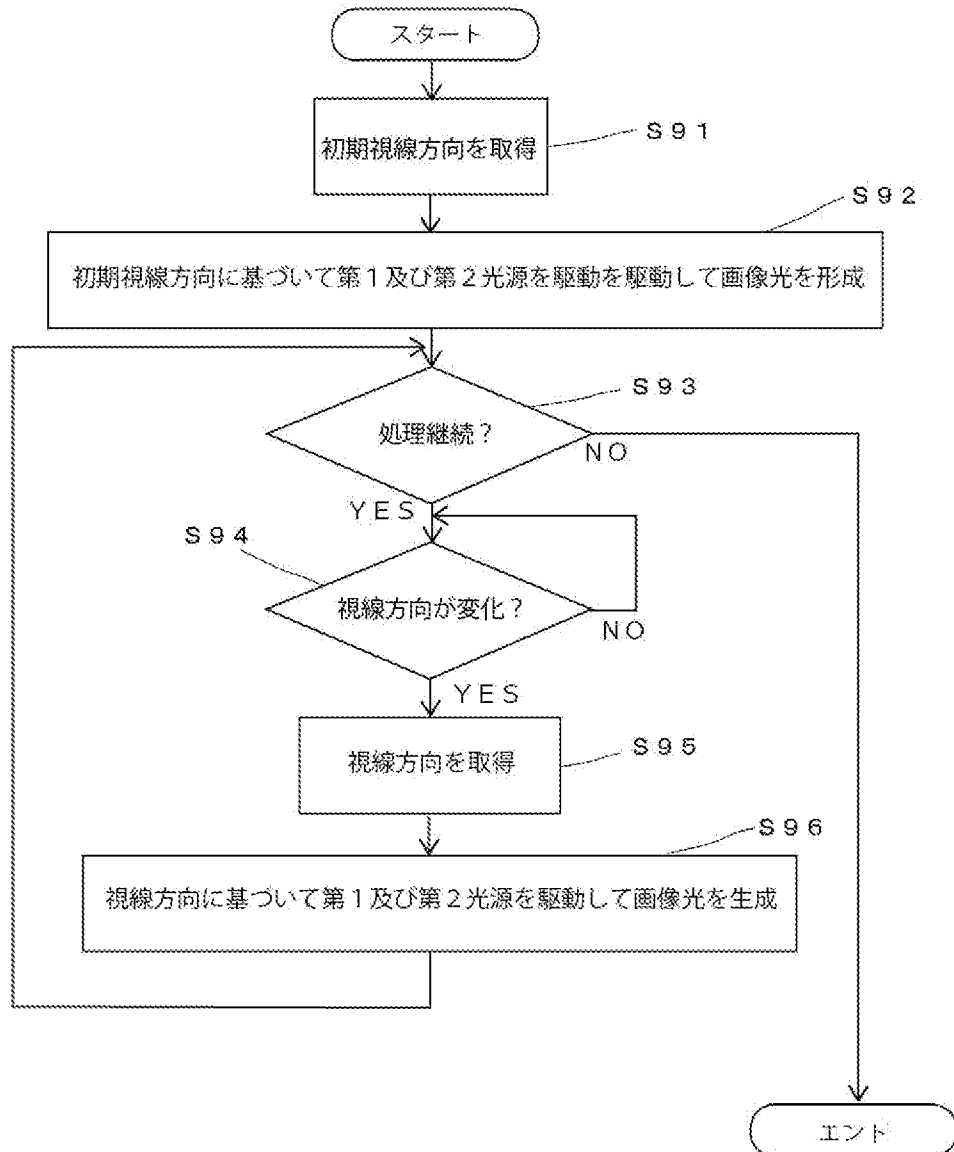 スタート
初期視線方向を取得
S91
S92
初期視線方向に基づいて第1及び第2光源を駆動を駆動して画像光を形成
S93
処理継続?
NO
YES
S94
視線方向が変化?
NO
YES
視線方向を取得
S95
S96
視線方向に基づいて第1及び第2光源を駆動して画像光を生成
エント